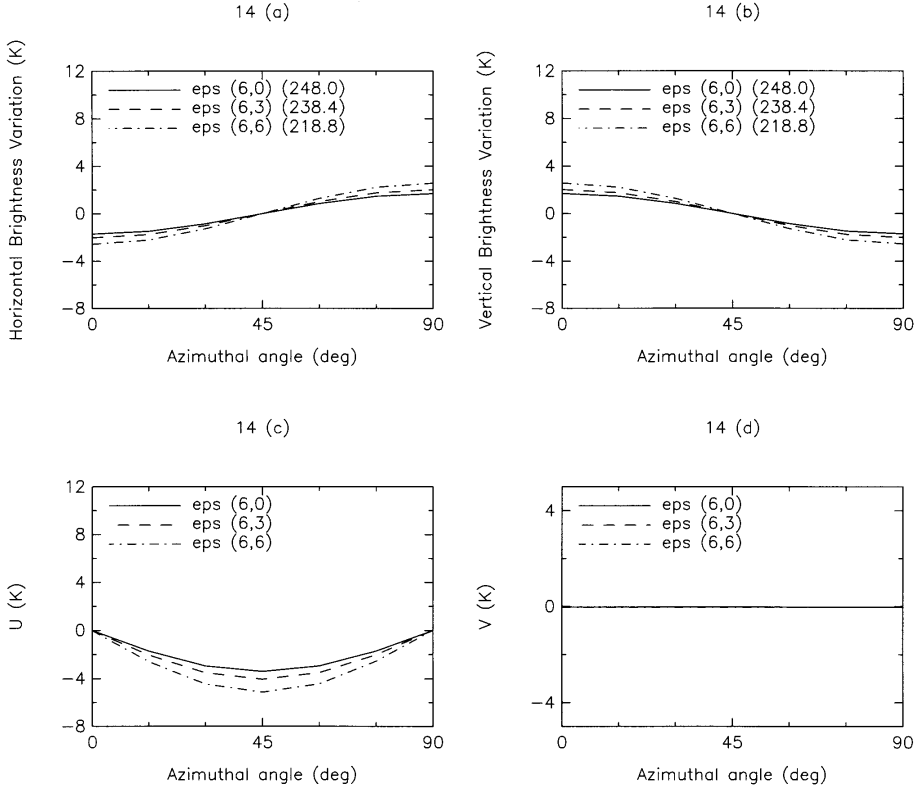 14 (a)
Horizontal Brightness Variation (K)
12
8
4
0
−4
−8
eps (6,0) (248.0)
eps (6,3) (238.4)
eps (6,6) (218.8)
0
45
90
Azimuthal angle (deg)
14 (b)
Vertical Brightness Variation (K)
12
8
4
0
−4
−8
eps (6,0) (248.0)
eps (6,3) (238.4)
eps (6,6) (218.8)
0
45
90
Azimuthal angle (deg)
14 (c)
U (K)
12
8
4
0
−4
−8
eps (6,0)
eps (6,3)
eps (6,6)
0
45
90
Azimuthal angle (deg)
14 (d)
V (K)
4
0
−4
eps (6,0)
eps (6,3)
eps (6,6)
0
45
90
Azimuthal angle (deg)